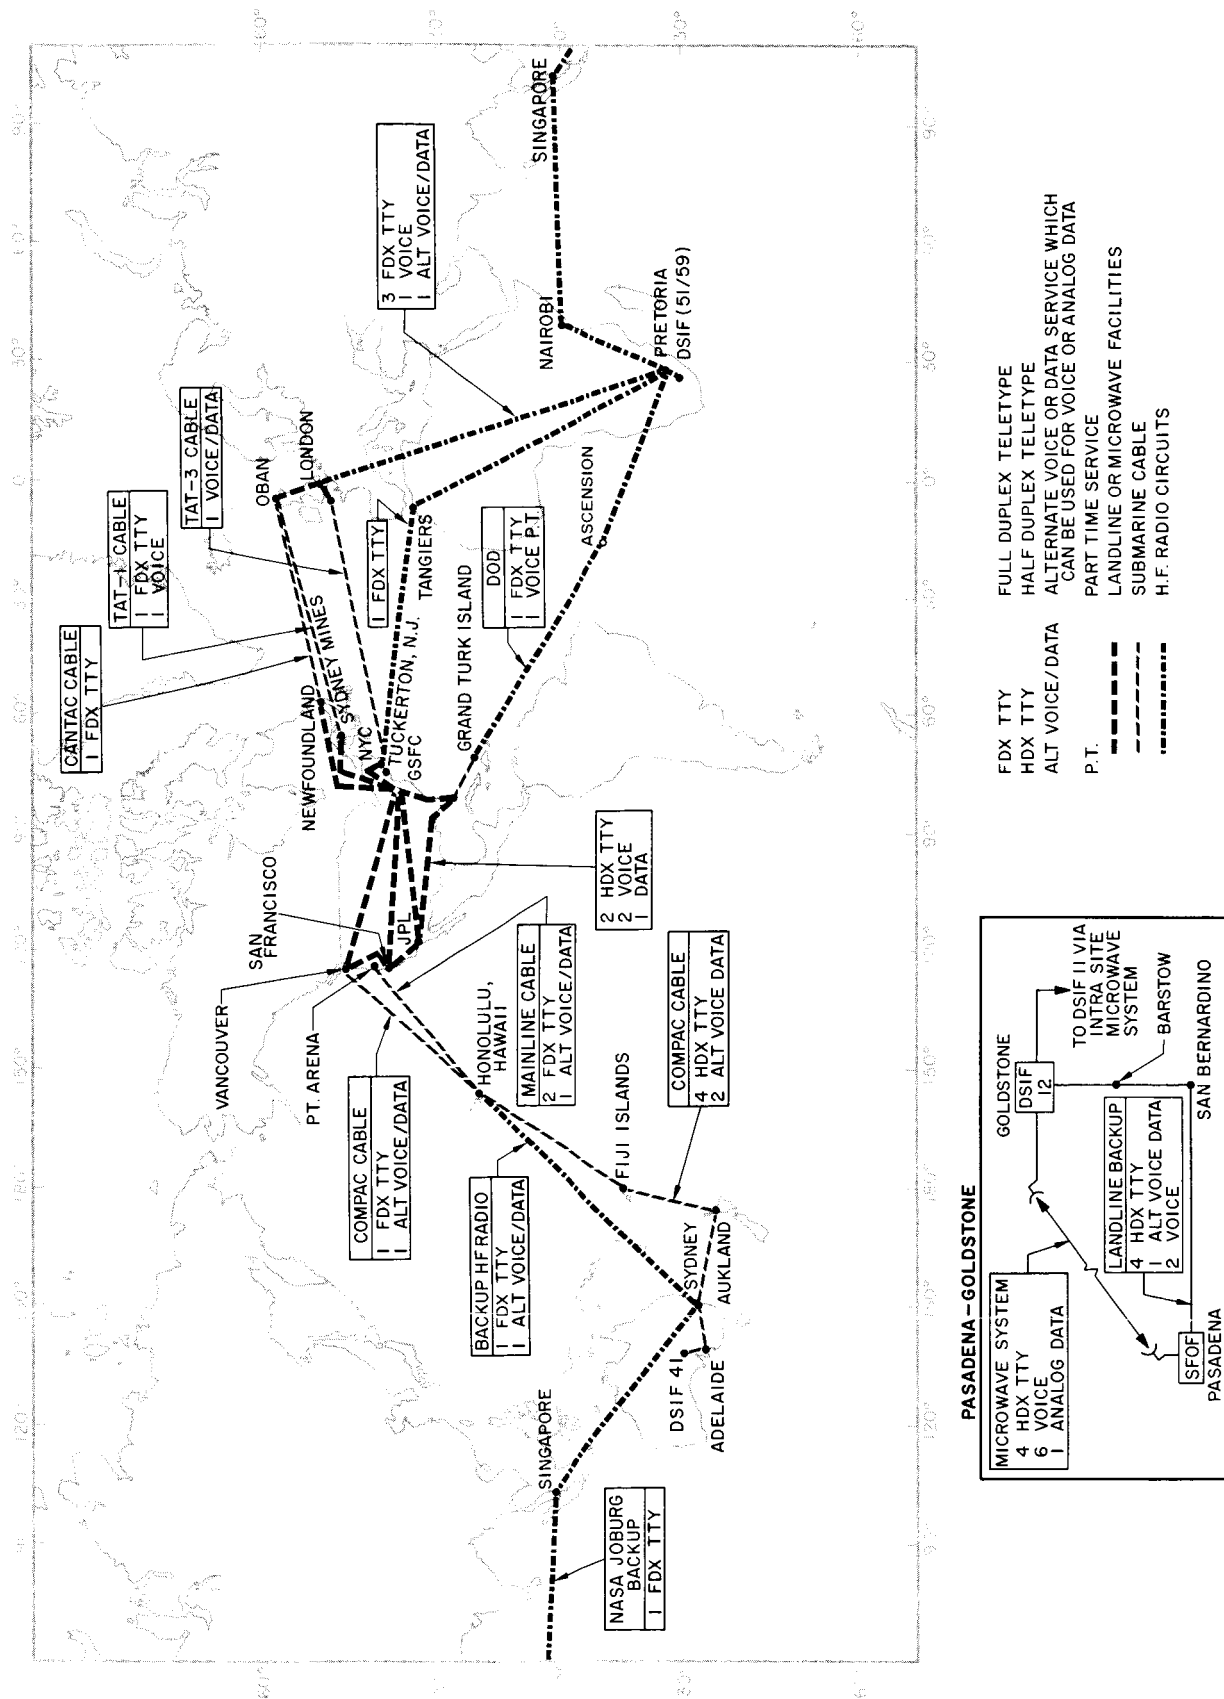 CANTAC CABLE
1 FDX TTY
TAT-1 CABLE
1 FDX TTY
1 VOICE
TAT-3 CABLE
1 VOICE/DATA
3 FDX TTY
1 VOICE
1 ALT VOICE/DATA
1 FDX TTY
DOD
1 FDX TTY
1 VOICE P.T.
OBAN
LONDON
NEWFOUNDLAND
SYDNEY MINES
NYC
TUCKERTON, N.J.
GSFC
TANGIERS
GRAND TURK ISLAND
ASCENSION
NAIROBI
PRETORIA
DSIF (51/59)
SINGAPORE
SAN
FRANCISCO
VANCOUVER
PT. ARENA
JPL
HONOLULU,
HAWAII
2 HDX TTY
2 VOICE
1 DATA
MAINLINE CABLE
2 FDX TTY
1 ALT VOICE/DATA
COMPAC CABLE
1 FDX TTY
1 ALT VOICE/DATA
BACKUP HF RADIO
1 FDX TTY
1 ALT VOICE/DATA
COMPAC CABLE
4 HDX TTY
2 ALT VOICE DATA
FIJI ISLANDS
SYDNEY
AUKLAND
DSIF 41
ADELAIDE
SINGAPORE
NASA JOBURG
BACKUP
1 FDX TTY
FDX TTY FULL DUPLEX TELETYPE
HDX TTY HALF DUPLEX TELETYPE
ALT VOICE/DATA ALTERNATE VOICE OR DATA SERVICE WHICH
CAN BE USED FOR VOICE OR ANALOG DATA
P.T. PART TIME SERVICE
LANDLINE OR MICROWAVE FACILITIES
SUBMARINE CABLE
H.F. RADIO CIRCUITS
PASADENA-GOLDSTONE
MICROWAVE SYSTEM
4 HDX TTY
6 VOICE
1 ANALOG DATA
GOLDSTONE
DSIF
12
TO DSIF 11 VIA
INTRA SITE
MICROWAVE
SYSTEM
BARSTOW
LANDLINE BACKUP
4 HDX TTY
1 ALT VOICE DATA
2 VOICE
SAN BERNARDINO
SFOF
PASADENA